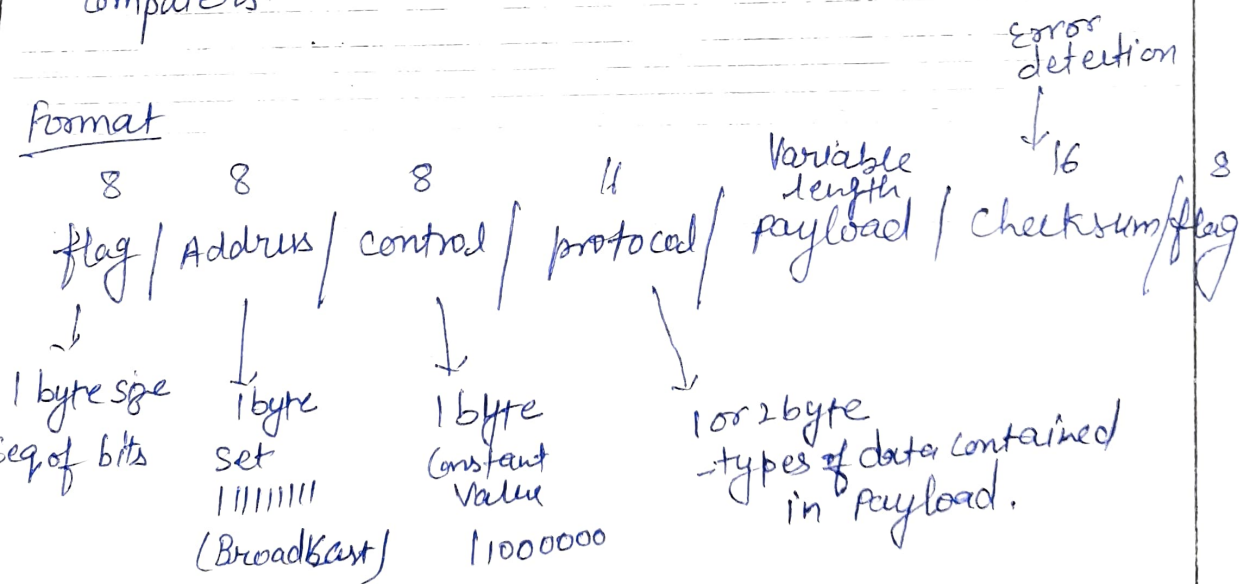 computers
Error
detection
Format
8 8 8 11 Variable length 16 8
flag / Address / control / protocol / payload / Checksum / flag
1 byte size
seq of bits
1 byte
set
11111111
(Broadcast)
1 byte
Constant
Value
11000000
1 or 2 byte
-types of data contained
in payload.